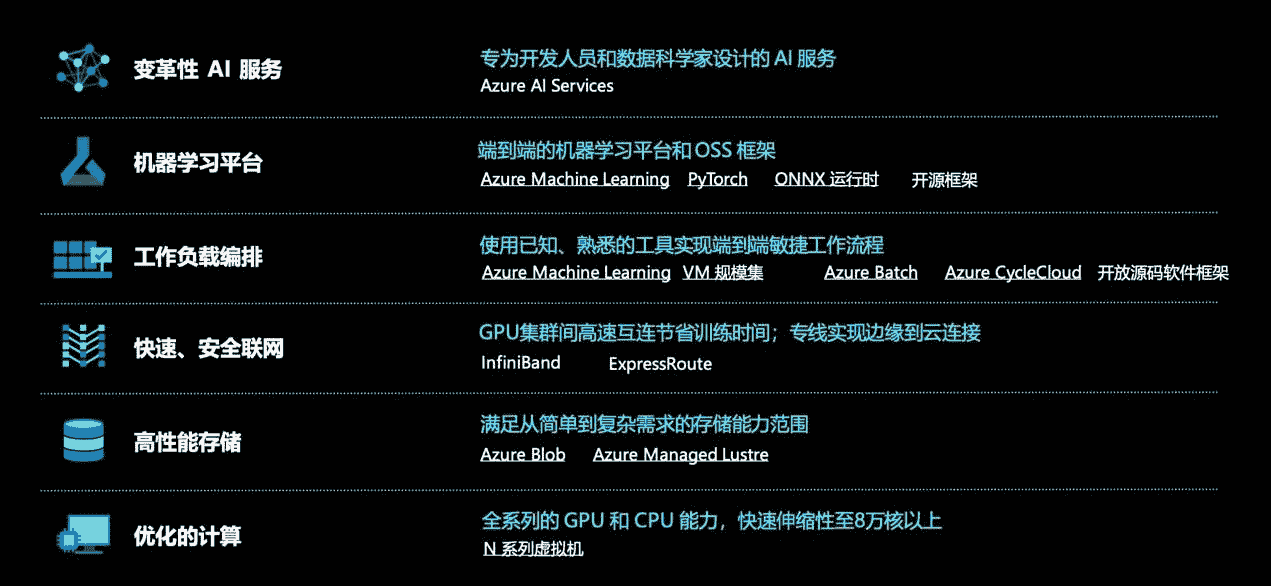 变革性 AI 服务
专为开发人员和数据科学家设计的 AI 服务
Azure AI Services
机器学习平台
端到端的机器学习平台和 OSS 框架
Azure Machine Learning PyTorch ONNX 运行时 开源框架
工作负载编排
使用已知、熟悉的工具实现端到端敏捷工作流程
Azure Machine Learning VM 规模集 Azure Batch Azure CycleCloud 开放源码软件框架
快速、安全联网
GPU集群间高速互连节省训练时间；专线实现边缘到云连接
InfiniBand ExpressRoute
高性能存储
满足从简单到复杂需求的存储能力范围
Azure Blob Azure Managed Lustre
优化的计算
全系列的 GPU 和 CPU 能力，快速伸缩性至8万核以上
N 系列虚拟机